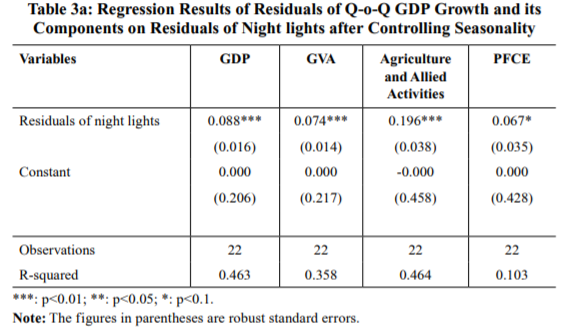 Table 3a: Regression Results of Residuals of Q-o-Q GDP Growth and its
Components on Residuals of Night lights after Controlling Seasonality
Variables GDP GVA Agriculture PFCE
and Allied
Activities
Residuals of night lights 0.088*** 0.074*** 0.196*** 0.067*
(0.016) (0.014) (0.038) (0.035)
Constant 0.000 0.000 -0.000 0.000
(0.206) (0.217) (0.458) (0.428)
Observations 22 22 22 22
R-squared 0.463 0.358 0.464 0.103
***: p<0.01; **: p<0.05; *: p<0.1.
Note: The figures in parentheses are robust standard errors.